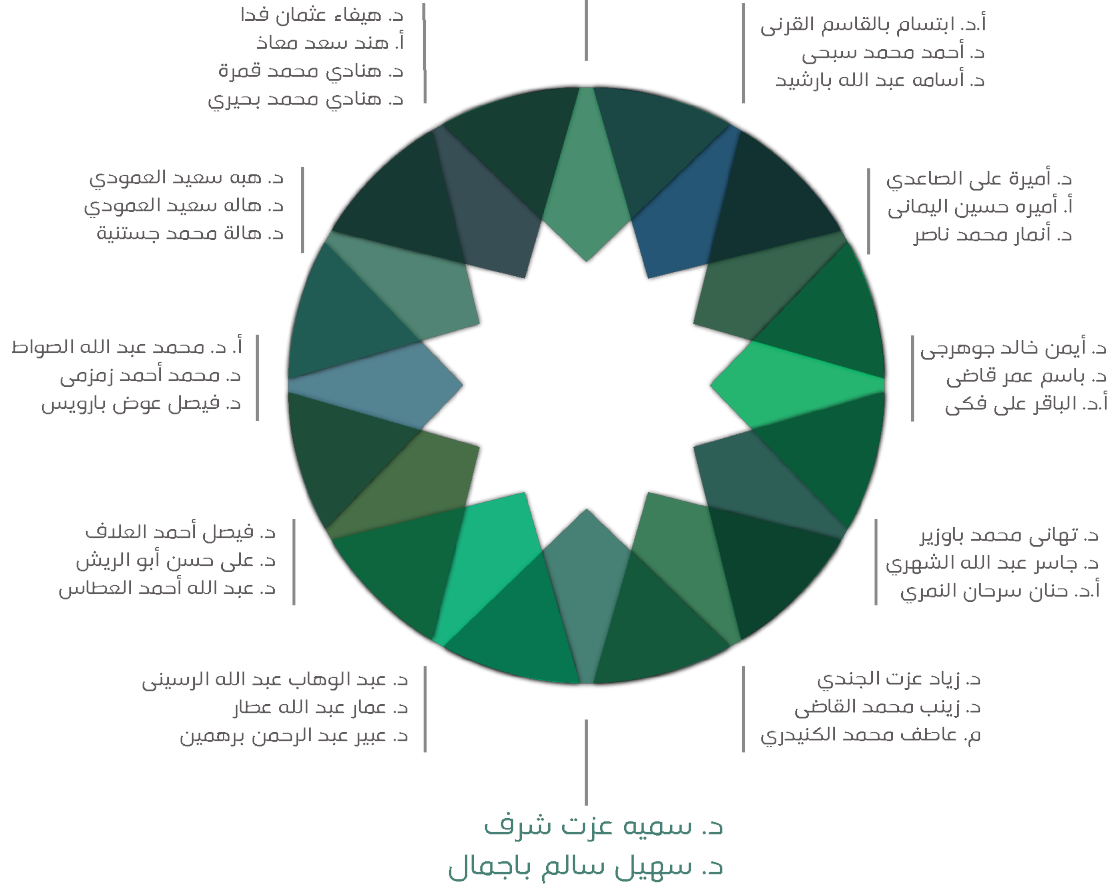 أ.د. ابتسام بالقاسم القرنى
د. أحمد محمد سبحى
د. أسامه عبد الله بارشيد
د. أميرة على الصاعدي
أ. أميره حسين اليمانى
د. أنمار محمد ناصر
د. أيمن خالد جوهرجى
د. باسم عمر قاضى
أ.د. الباقر على فكى
د. تهانى محمد باوزير
د. جاسر عبد الله الشهري
أ.د. حنان سرحان النمري
د. زياد عزت الجندي
د. زينب محمد القاضى
م. عاطف محمد الكنيدري
د. سميه عزت شرف
د. سهيل سالم باجمال
د. عبد الوهاب عبد الله الرسينى
د. عمار عبد الله عطار
د. عبير عبد الرحمن برهمين
د. فيصل أحمد العلاف
د. على حسن أبو الريش
د. عبد الله أحمد العطاس
أ. د. محمد عبد الله الصواط
د. محمد أحمد زمزمى
د. فيصل عوض بارويس
د. هبه سعيد العمودي
د. هاله سعيد العمودي
د. هالة محمد جستنية
د. هيفاء عثمان فدا
أ. هند سعد معاذ
د. هنادي محمد قمرة
د. هنادي محمد بحيري